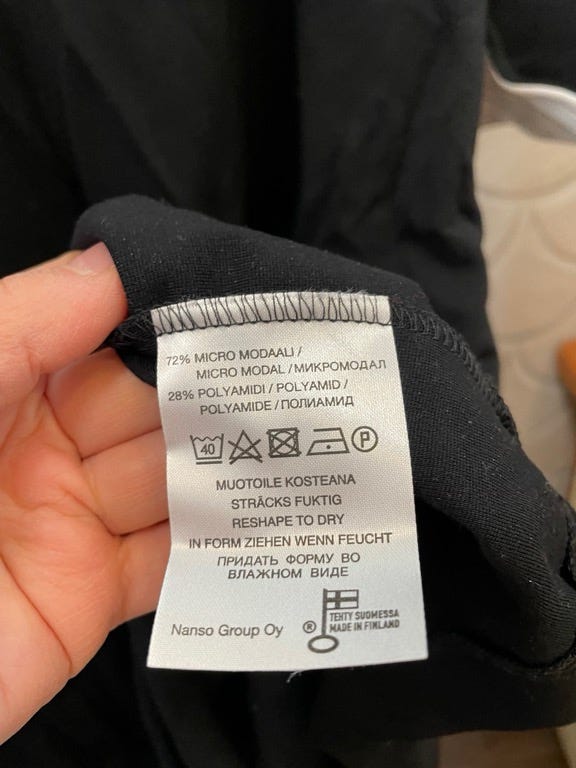 72% MICRO MODAALI /
MICRO MODAL / МИКРОМОДАЛ
28% POLYAMIDI / POLYAMID /
POLYAMIDE / ПОЛИАМИД
40 P
MUOTOILE KOSTEANA
STRÄCKS FUKTIG
RESHAPE TO DRY
IN FORM ZIEHEN WENN FEUCHT
ПРИДАТЬ ФОРМУ ВО
ВЛАЖНОМ ВИДЕ
TEHTY SUOMESSA
Nanso Group Oy ® MADE IN FINLAND